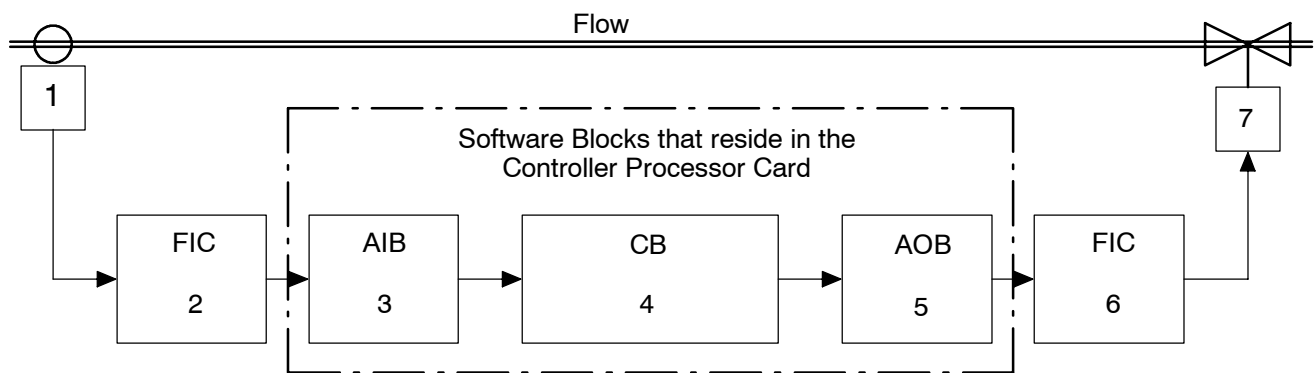 Flow
1
7
Software Blocks that reside in the
Controller Processor Card
FIC
2
AIB
3
CB
4
AOB
5
FIC
6